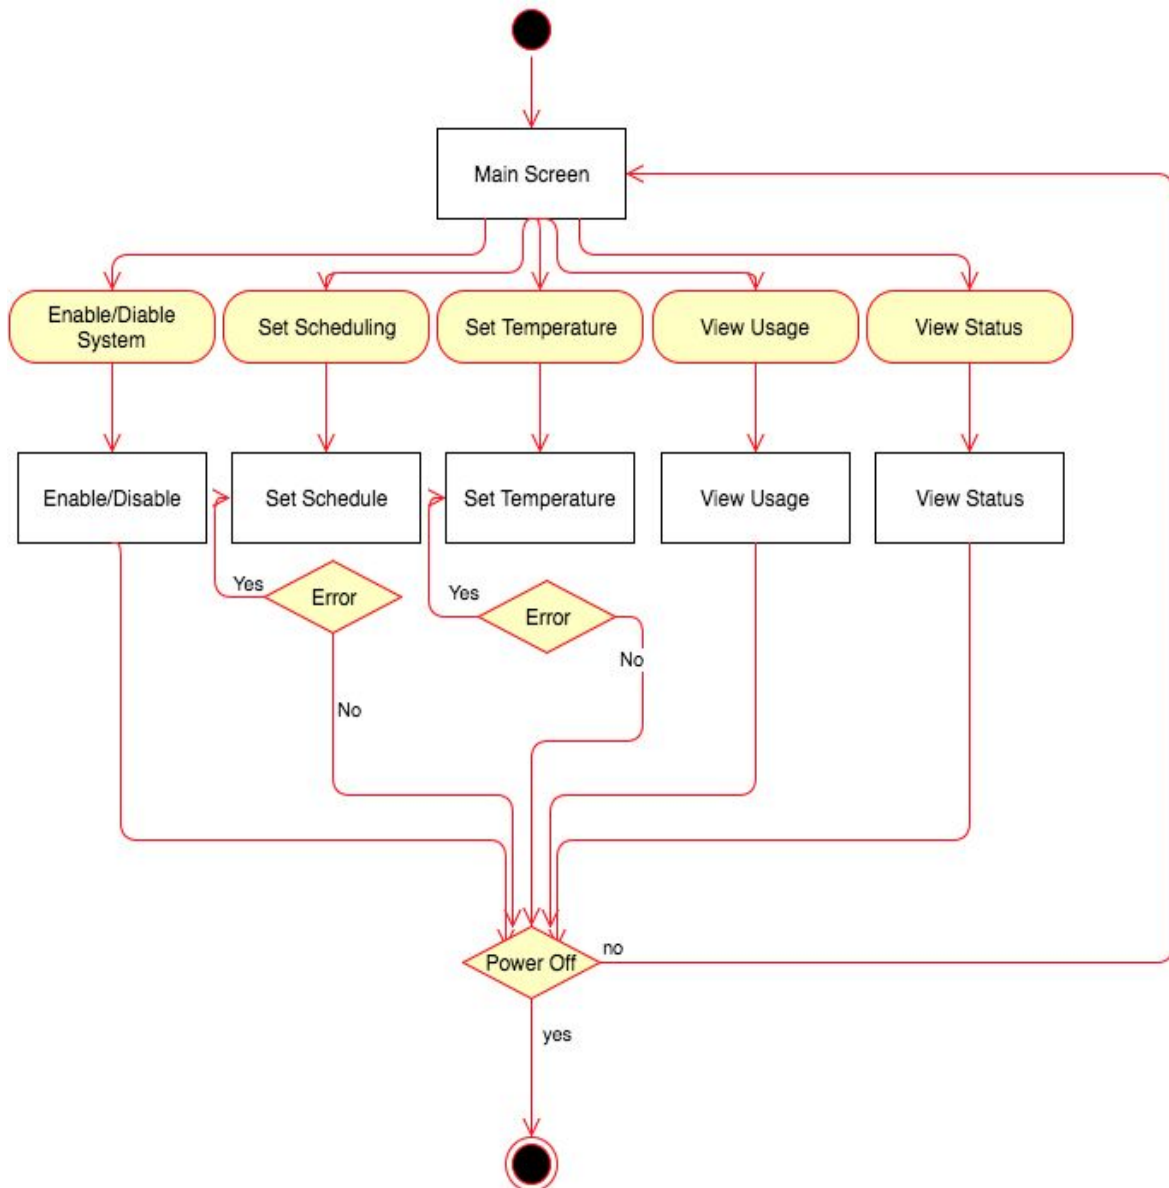 Main Screen
Enable/Diable
System
Set Scheduling
Set Temperature
View Usage
View Status
Enable/Disable
Set Schedule
Set Temperature
View Usage
View Status
Yes
Error
Yes
Error
No
No
Power Off
no
yes